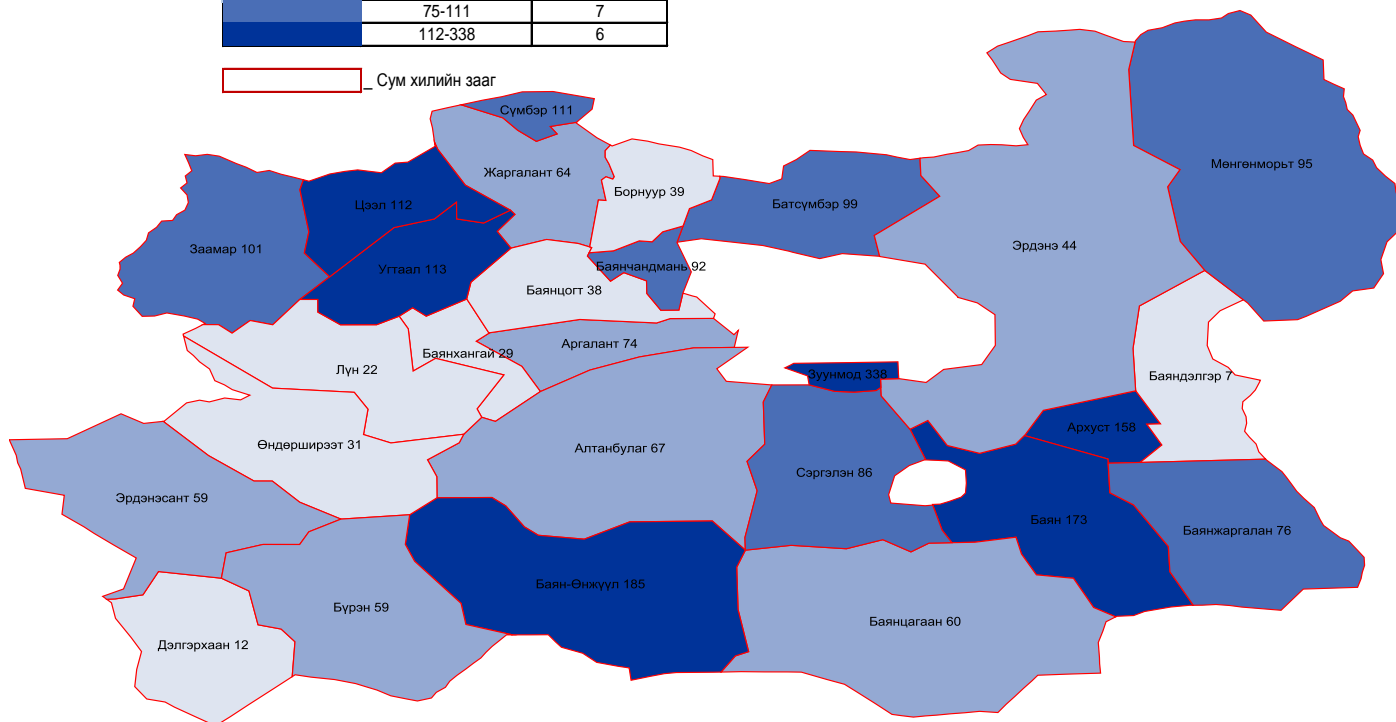 75-111 7
112-338 6
_ Сум хилийн зааг
Сүмбэр 111
Мөнгөнморьт 95
Жаргалант 64
Борнуур 39
Цээл 112
Батсүмбэр 99
Заамар 101
Эрдэнэ 44
Угтаал 113
Баянчандмань 92
Баянцогт 38
Аргалант 74
Баянхангай 29
Лүн 22
Зуунмод 338
Баяндэлгэр 7
Архуст 158
Өндөрширээт 31
Алтанбулаг 67
Сэргэлэн 86
Эрдэнэсант 59
Баян 173
Баянжаргалан 76
Баян-Өнжүүл 185
Бүрэн 59
Баянцагаан 60
Дэлгэрхаан 12